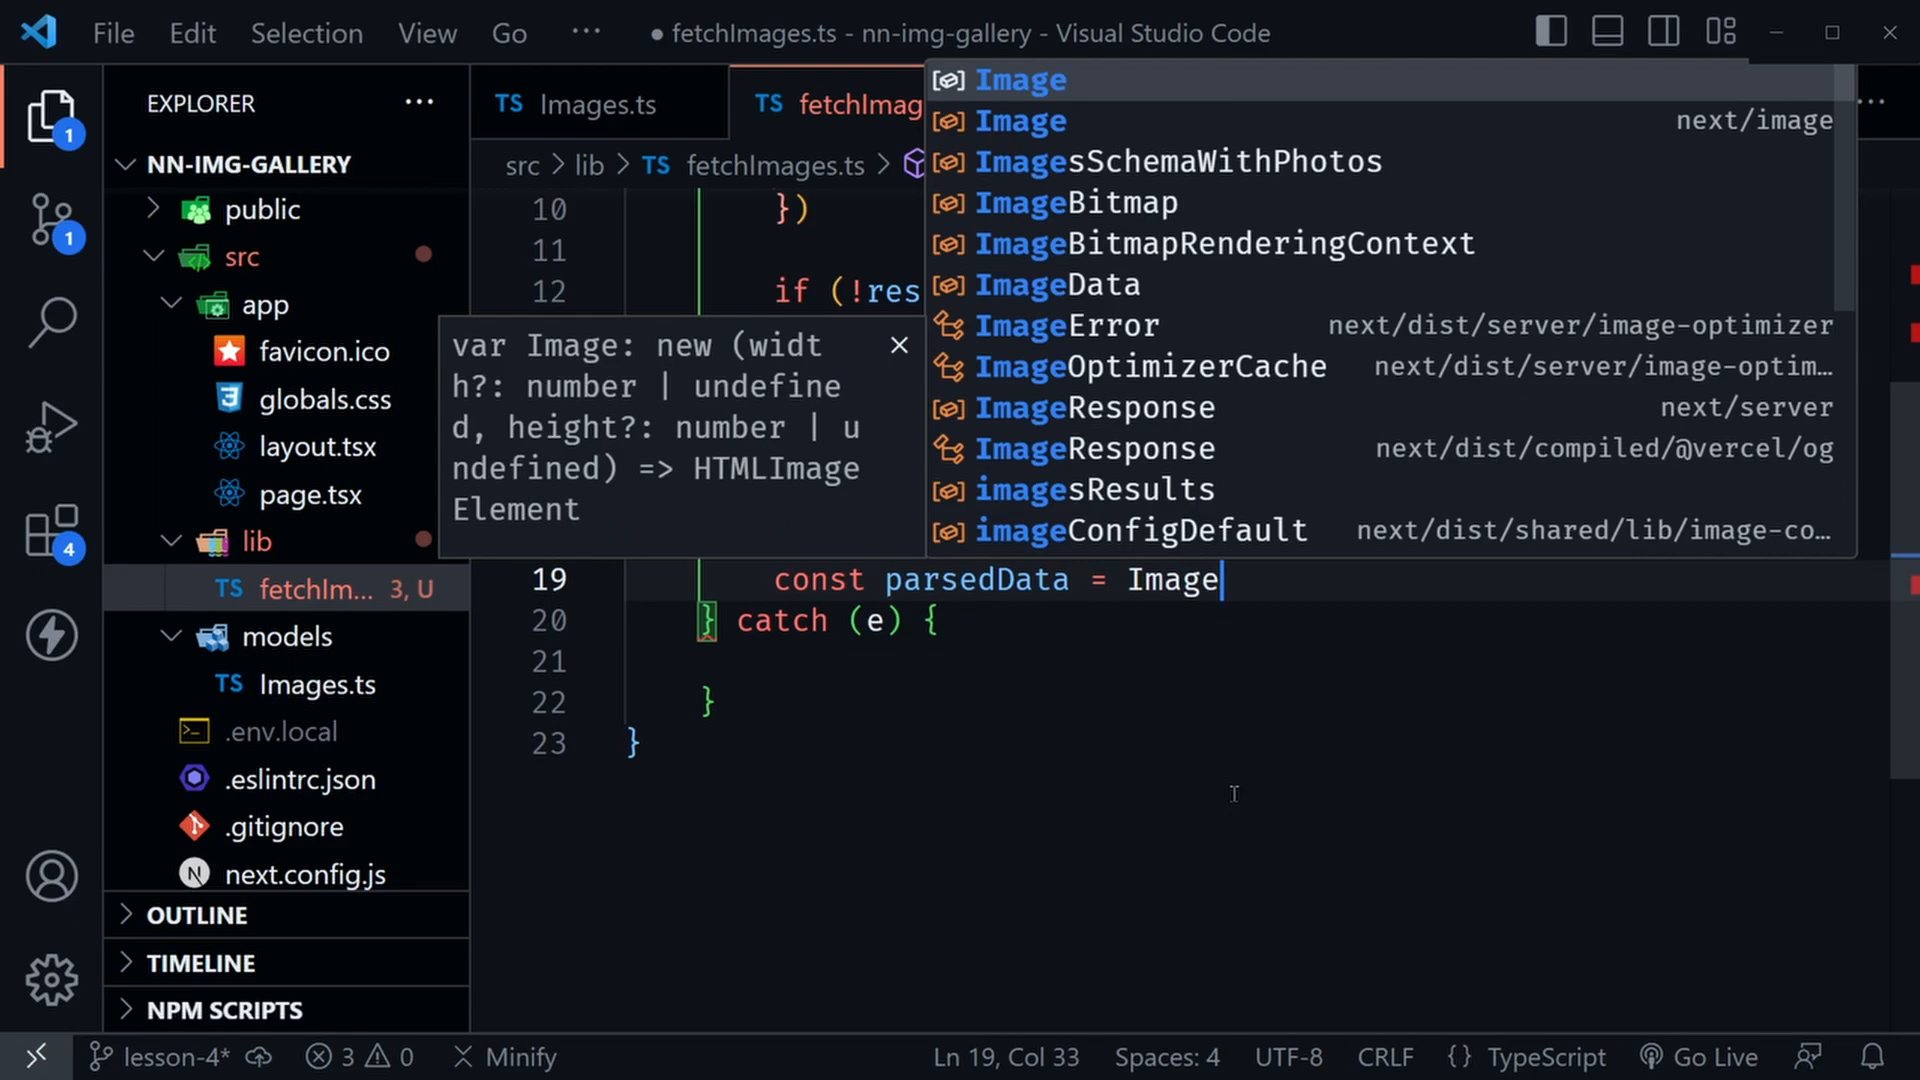 File Edit Selection View Go ··· ● fetchImages.ts - nn-img-gallery - Visual Studio Code
EXPLORER ···
NN-IMG-GALLERY
public
src
app
favicon.ico
globals.css
layout.tsx
page.tsx
lib
TS fetchIm... 3, U
models
TS Images.ts
.env.local
.eslintrc.json
.gitignore
N next.config.js
OUTLINE
TIMELINE
NPM SCRIPTS
1
1
4
TS Images.ts
TS fetchImag
···
src > lib > TS fetchImages.ts >
10 })
11
12 if (!res
Image
Image next/image
ImagesSchemaWithPhotos
ImageBitmap
ImageBitmapRenderingContext
ImageData
ImageError next/dist/server/image-optimizer
ImageOptimizerCache next/dist/server/image-optim…
ImageResponse next/server
ImageResponse next/dist/compiled/@vercel/og
imagesResults
imageConfigDefault next/dist/shared/lib/image-co…
var Image: new (widt
h?: number | undefine
d, height?: number | u
ndefined) => HTMLImage
Element
19 const parsedData = Image
20 } catch (e) {
21
22 }
23 }
lesson-4* 3 0 Minify Ln 19, Col 33 Spaces: 4 UTF-8 CRLF {} TypeScript Go Live